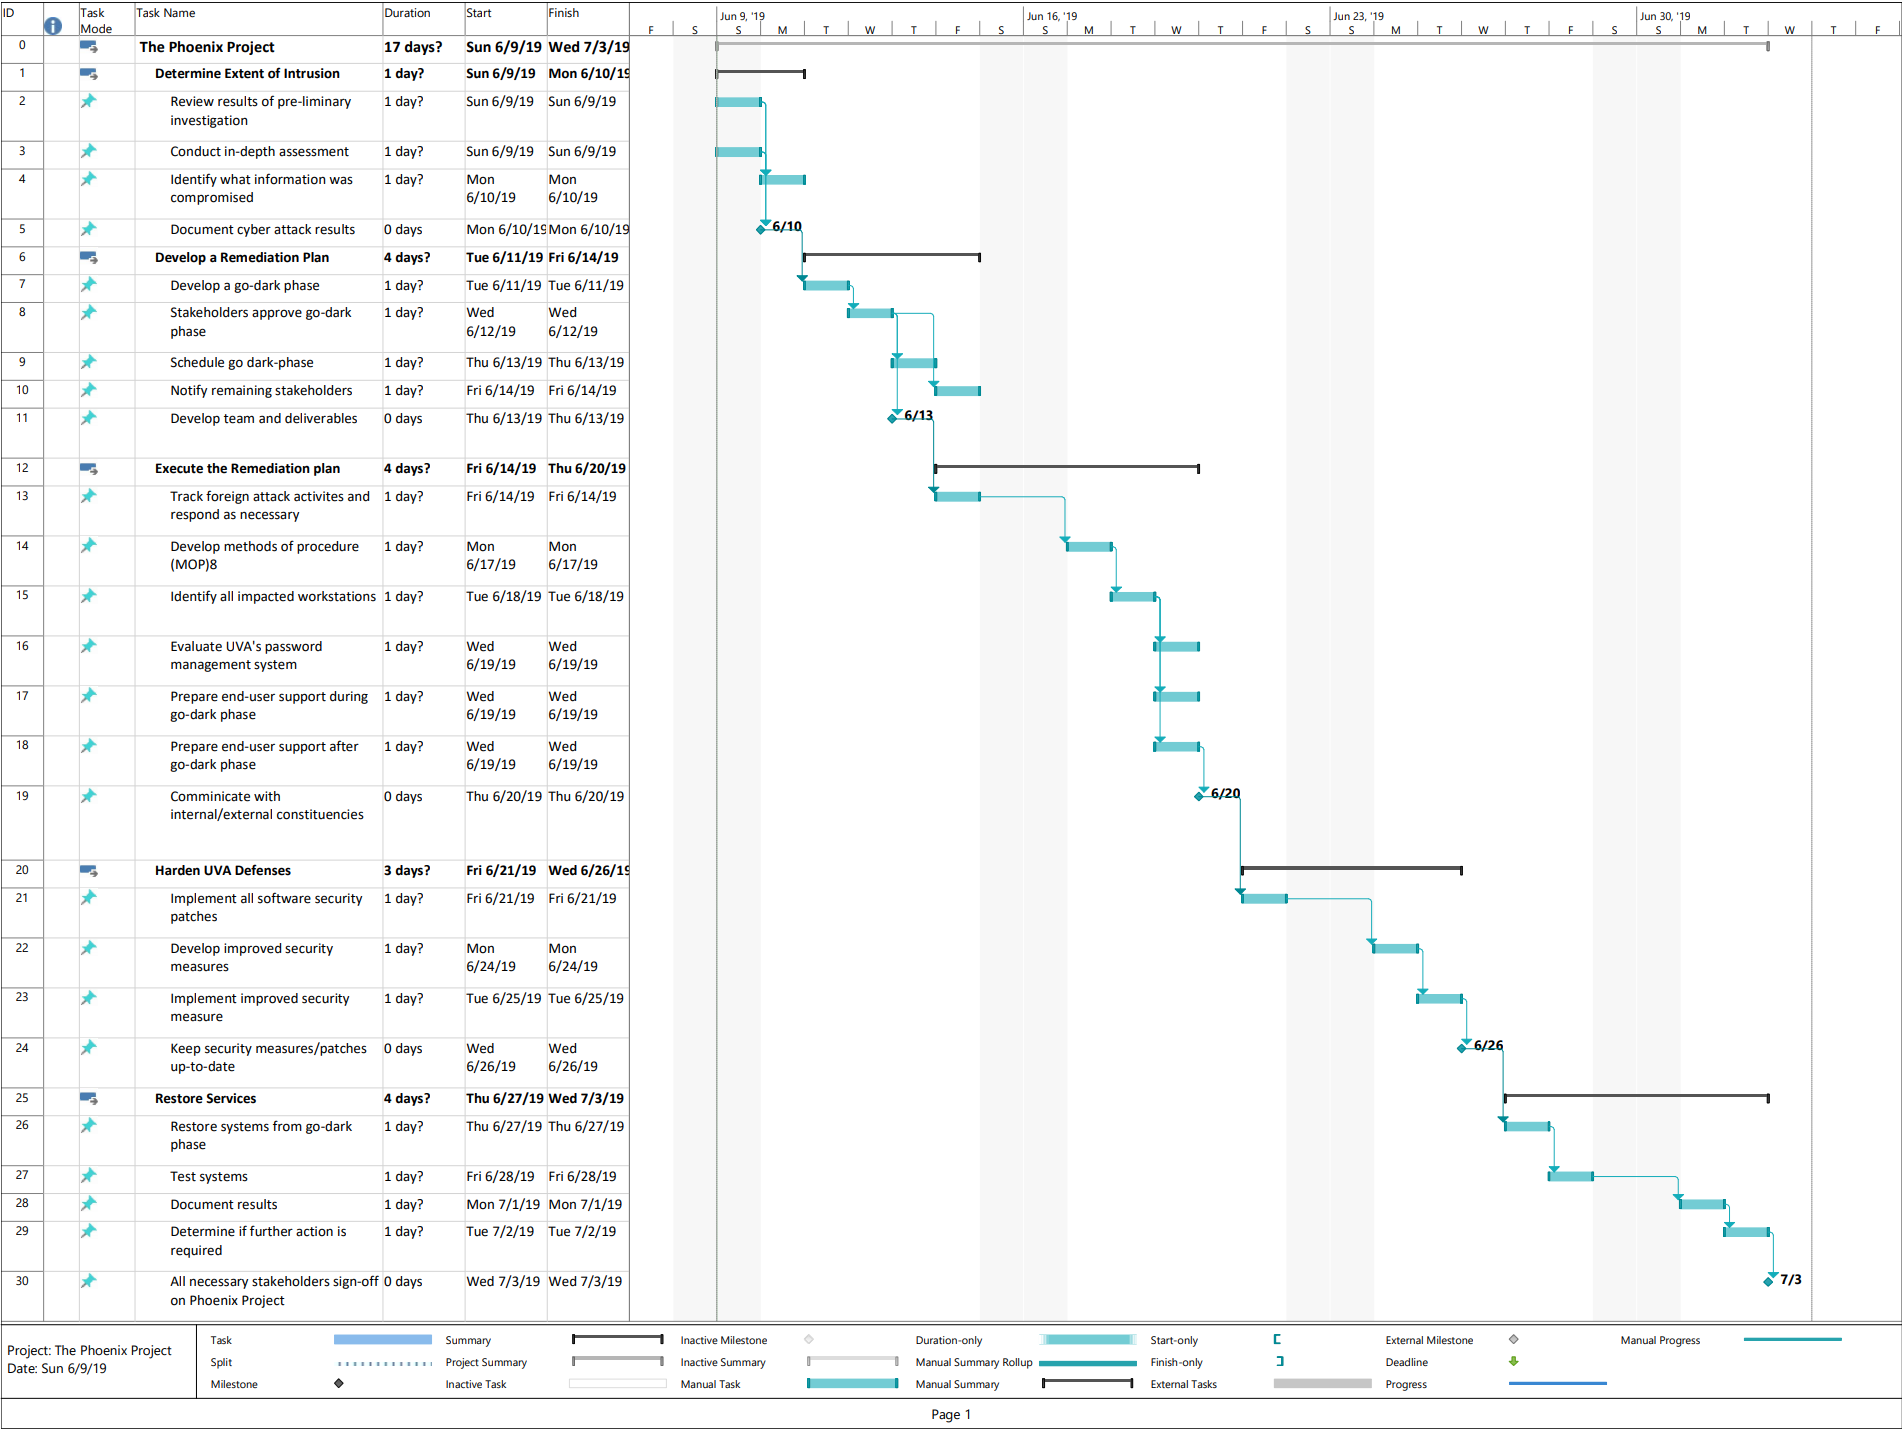 ID Task Mode Task Name Duration Start Finish
Jun 9, '19 Jun 16, '19 Jun 23, '19 Jun 30, '19
F S S M T W T F S S M T W T F S S M T W T F S S M T W T F
0 The Phoenix Project 17 days? Sun 6/9/19 Wed 7/3/19
1 Determine Extent of Intrusion 1 day? Sun 6/9/19 Mon 6/10/19
2 Review results of pre-liminary investigation 1 day? Sun 6/9/19 Sun 6/9/19
3 Conduct in-depth assessment 1 day? Sun 6/9/19 Sun 6/9/19
4 Identify what information was compromised 1 day? Mon 6/10/19 Mon 6/10/19
5 Document cyber attack results 0 days Mon 6/10/19 Mon 6/10/19 6/10
6 Develop a Remediation Plan 4 days? Tue 6/11/19 Fri 6/14/19
7 Develop a go-dark phase 1 day? Tue 6/11/19 Tue 6/11/19
8 Stakeholders approve go-dark phase 1 day? Wed 6/12/19 Wed 6/12/19
9 Schedule go dark-phase 1 day? Thu 6/13/19 Thu 6/13/19
10 Notify remaining stakeholders 1 day? Fri 6/14/19 Fri 6/14/19
11 Develop team and deliverables 0 days Thu 6/13/19 Thu 6/13/19 6/13
12 Execute the Remediation plan 4 days? Fri 6/14/19 Thu 6/20/19
13 Track foreign attack activites and respond as necessary 1 day? Fri 6/14/19 Fri 6/14/19
14 Develop methods of procedure (MOP)8 1 day? Mon 6/17/19 Mon 6/17/19
15 Identify all impacted workstations 1 day? Tue 6/18/19 Tue 6/18/19
16 Evaluate UVA's password management system 1 day? Wed 6/19/19 Wed 6/19/19
17 Prepare end-user support during go-dark phase 1 day? Wed 6/19/19 Wed 6/19/19
18 Prepare end-user support after go-dark phase 1 day? Wed 6/19/19 Wed 6/19/19
19 Comminicate with internal/external constituencies 0 days Thu 6/20/19 Thu 6/20/19 6/20
20 Harden UVA Defenses 3 days? Fri 6/21/19 Wed 6/26/19
21 Implement all software security patches 1 day? Fri 6/21/19 Fri 6/21/19
22 Develop improved security measures 1 day? Mon 6/24/19 Mon 6/24/19
23 Implement improved security measure 1 day? Tue 6/25/19 Tue 6/25/19
24 Keep security measures/patches up-to-date 0 days Wed 6/26/19 Wed 6/26/19 6/26
25 Restore Services 4 days? Thu 6/27/19 Wed 7/3/19
26 Restore systems from go-dark phase 1 day? Thu 6/27/19 Thu 6/27/19
27 Test systems 1 day? Fri 6/28/19 Fri 6/28/19
28 Document results 1 day? Mon 7/1/19 Mon 7/1/19
29 Determine if further action is required 1 day? Tue 7/2/19 Tue 7/2/19
30 All necessary stakeholders sign-off on Phoenix Project 0 days Wed 7/3/19 Wed 7/3/19 7/3
Project: The Phoenix Project
Date: Sun 6/9/19
Task Summary Inactive Milestone Duration-only Start-only External Milestone Manual Progress
Split Project Summary Inactive Summary Manual Summary Rollup Finish-only Deadline
Milestone Inactive Task Manual Task Manual Summary External Tasks Progress
Page 1